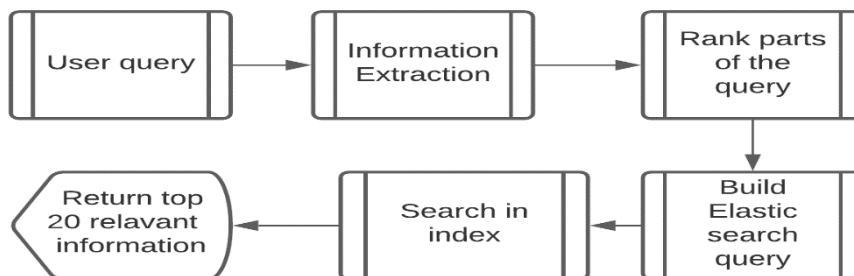 User query
Information
Extraction
Rank parts
of the
query
Build
Elastic
search
query
Search in
index
Return top
20 relavant
information